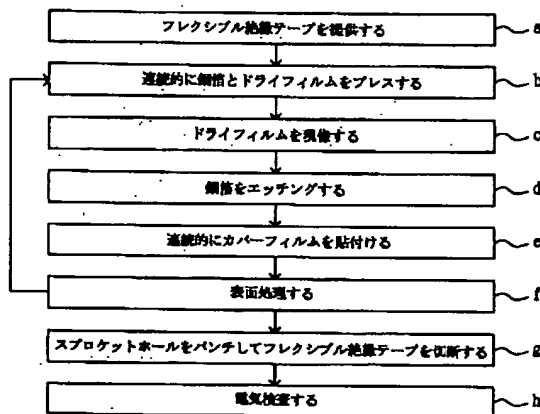 フレクシブル絶縁テープを提供する a
連続的に銅箔とドライフィルムをプレスする b
ドライフィルムを現像する c
銅箔をエッチングする d
連続的にカバーフィルムを貼付ける e
表面処理する f
スプロケットホールをパンチしてフレクシブル絶縁テープを切断する g
電気検査する h